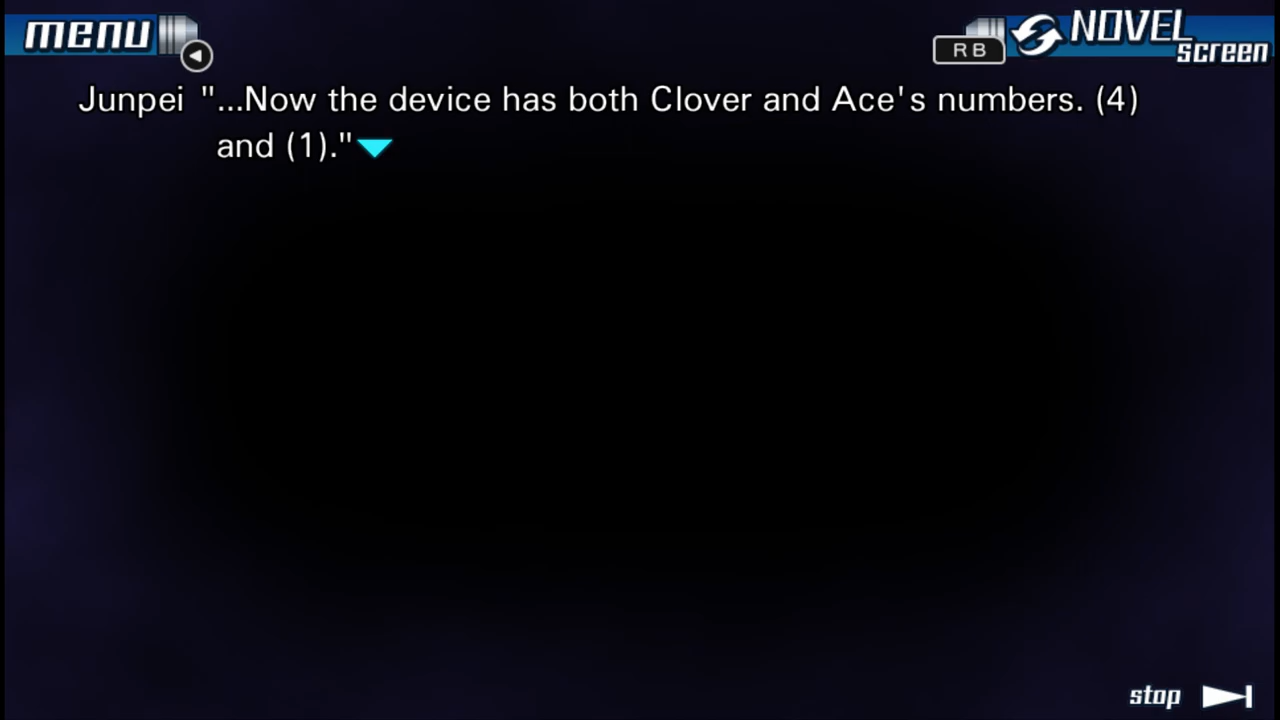 menu
RB NOVEL
screen
Junpei "...Now the device has both Clover and Ace's numbers. (4)
and (1)."
stop